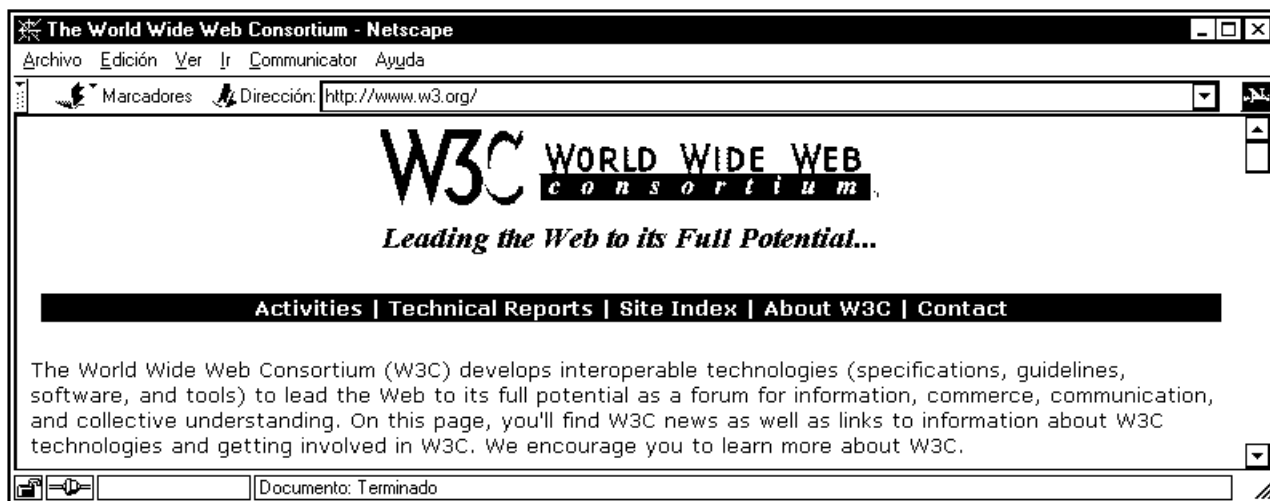 The World Wide Web Consortium - Netscape
Archivo Edición Ver Ir Communicator Ayuda
Marcadores Dirección: http://www.w3.org/
W3C WORLD WIDE WEB
consortium
Leading the Web to its Full Potential...
Activities | Technical Reports | Site Index | About W3C | Contact
The World Wide Web Consortium (W3C) develops interoperable technologies (specifications, guidelines,
software, and tools) to lead the Web to its full potential as a forum for information, commerce, communication,
and collective understanding. On this page, you'll find W3C news as well as links to information about W3C
technologies and getting involved in W3C. We encourage you to learn more about W3C.
Documento: Terminado